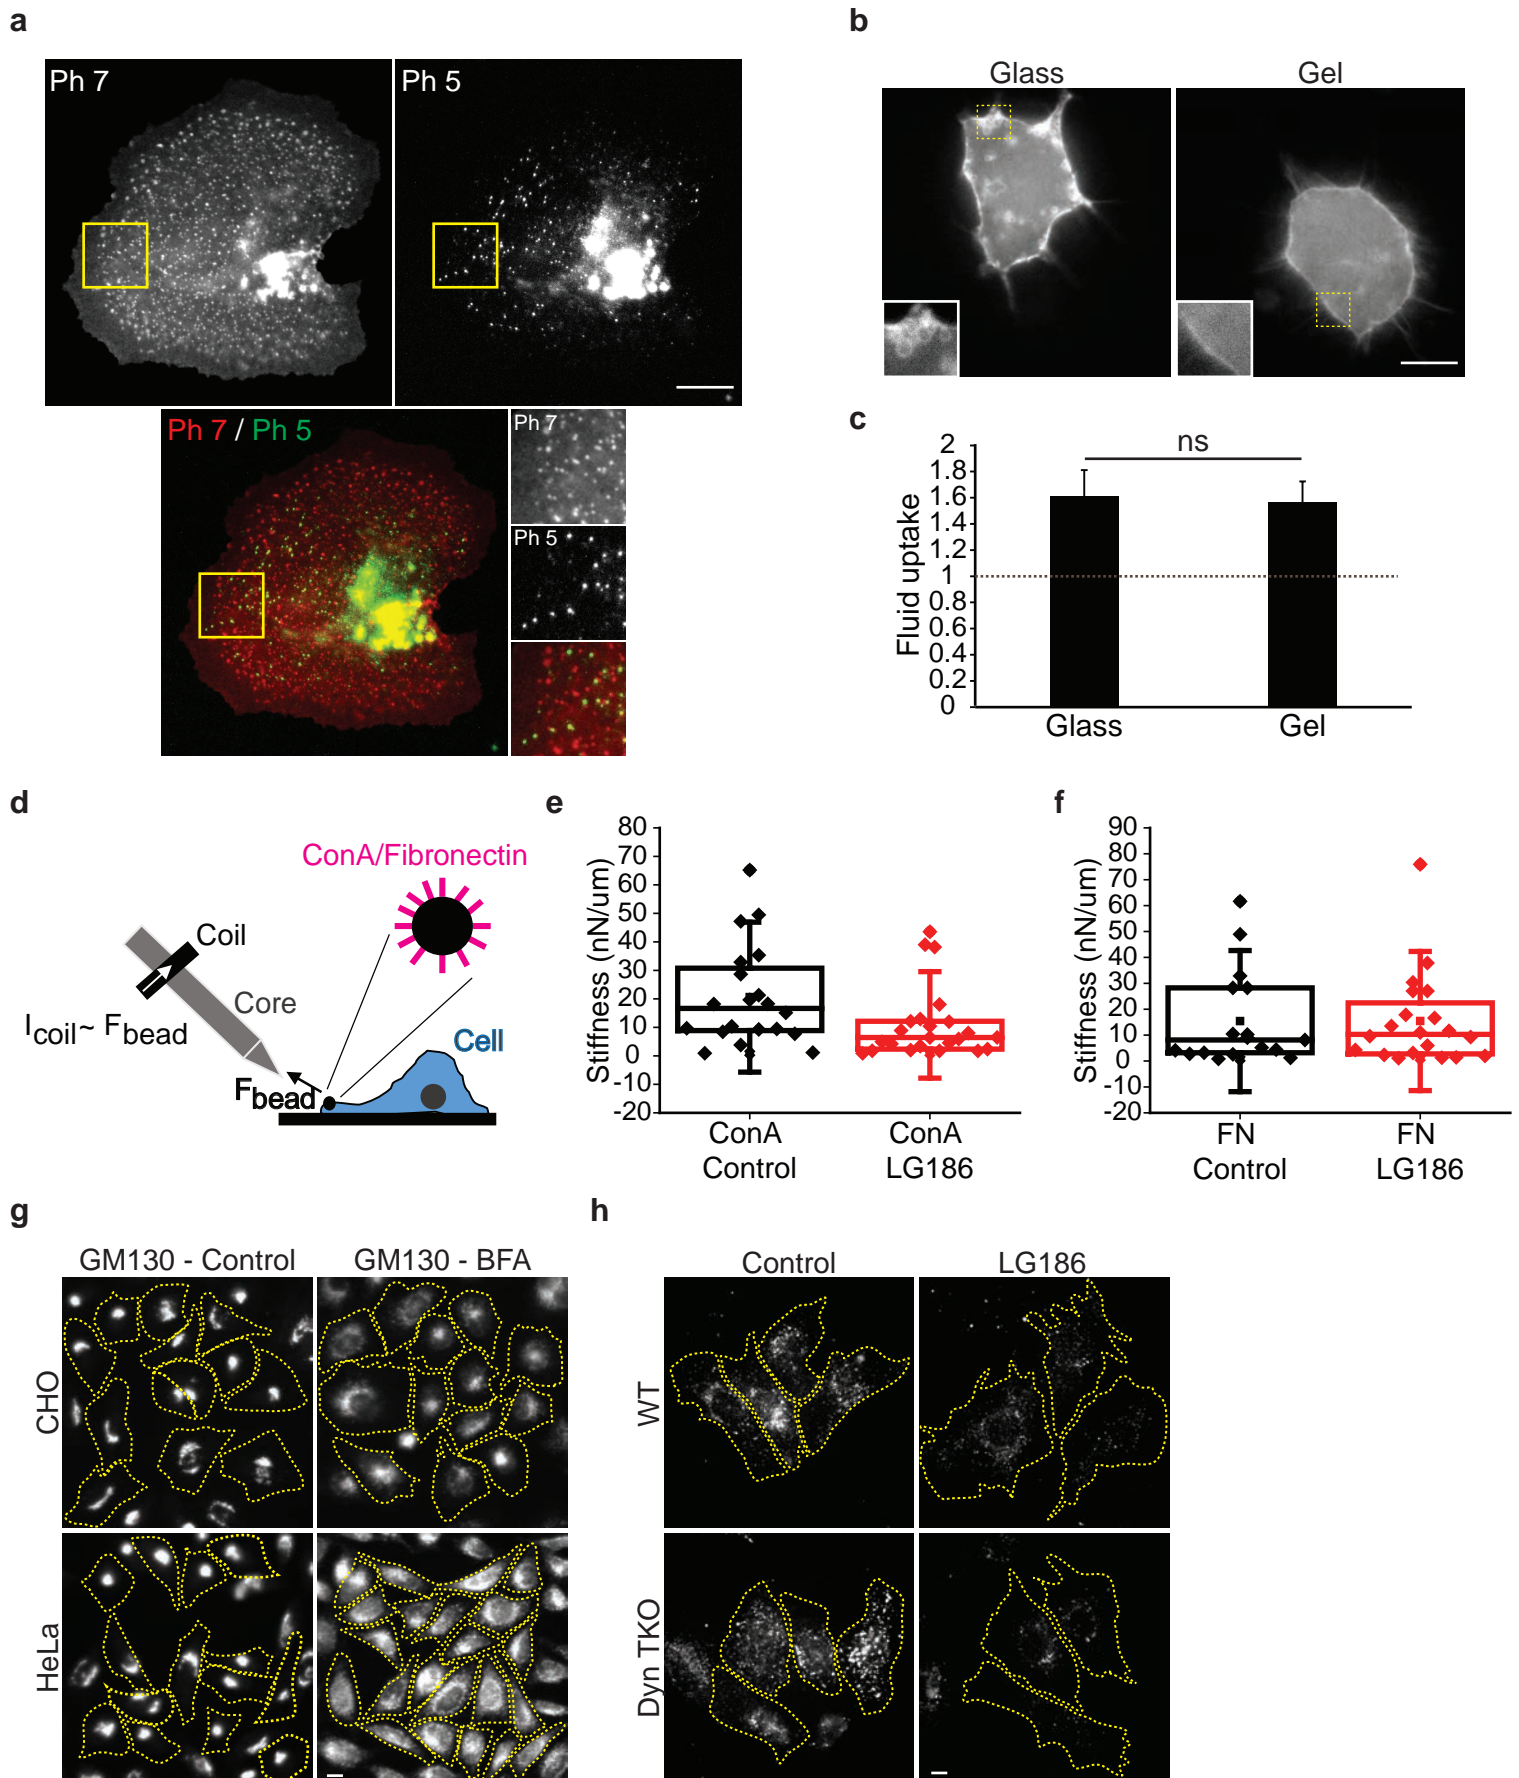 a
Ph 7
Ph 5
Ph 7 / Ph 5
Ph 7
Ph 5
b
Glass
Gel
c
Fluid uptake
2
1.8
1.6
1.4
1.2
1
0.8
0.6
0.4
0.2
0
ns
Glass
Gel
d
ConA/Fibronectin
Coil
Core
Icoil~ Fbead
Cell
Fbead
e
Stiffness (nN/um)
80
70
60
50
40
30
20
10
0
-10
-20
ConA
Control
ConA
LG186
f
Stiffness (nN/um)
90
80
70
60
50
40
30
20
10
0
-10
-20
FN
Control
FN
LG186
g
GM130 - Control
GM130 - BFA
CHO
HeLa
h
Control
LG186
WT
Dyn TKO